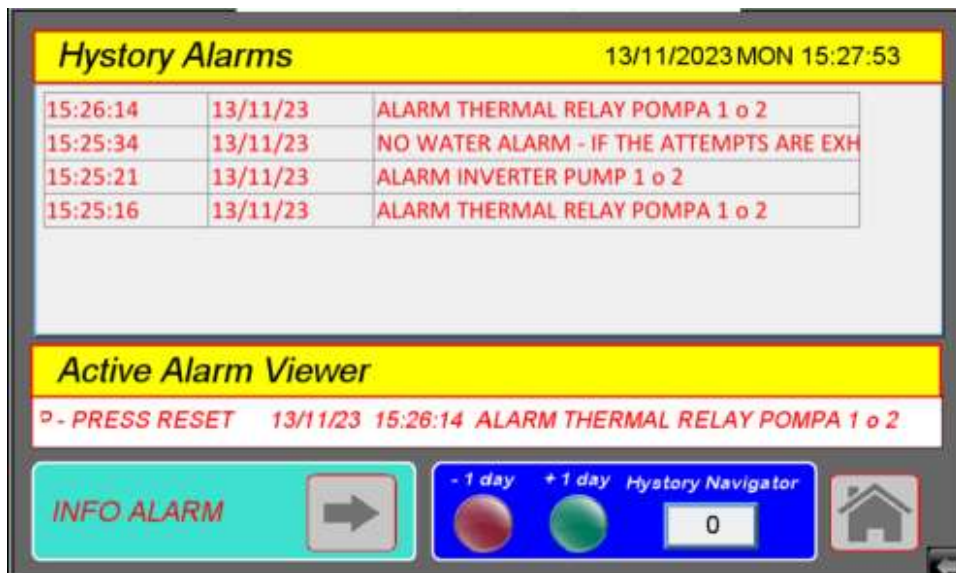 Hystory Alarms 13/11/2023 MON 15:27:53
15:26:14 13/11/23 ALARM THERMAL RELAY POMPA 1 o 2
15:25:34 13/11/23 NO WATER ALARM - IF THE ATTEMPTS ARE EXH
15:25:21 13/11/23 ALARM INVERTER PUMP 1 o 2
15:25:16 13/11/23 ALARM THERMAL RELAY POMPA 1 o 2
Active Alarm Viewer
- PRESS RESET 13/11/23 15:26:14 ALARM THERMAL RELAY POMPA 1 o 2
- 1 day + 1 day Hystory Navigator
INFO ALARM 0